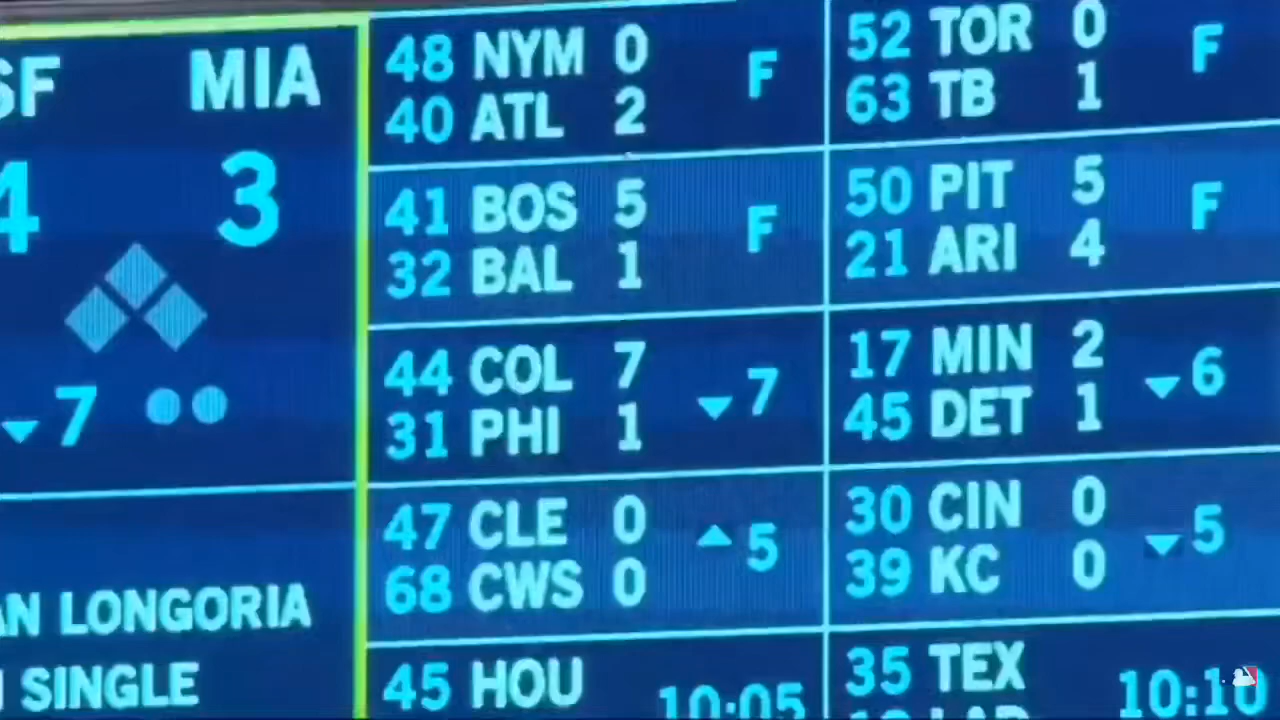 SF MIA
4 3
7
LONGORIA
SINGLE
48 NYM 0 F
40 ATL 2
41 BOS 5 F
32 BAL 1
44 COL 7 7
31 PHI 1
47 CLE 0 5
68 CWS 0
45 HOU 10:05
52 TOR 0 F
63 TB 1
50 PIT 5 F
21 ARI 4
17 MIN 2 6
45 DET 1
30 CIN 0 5
39 KC 0
35 TEX 10:10
LAD